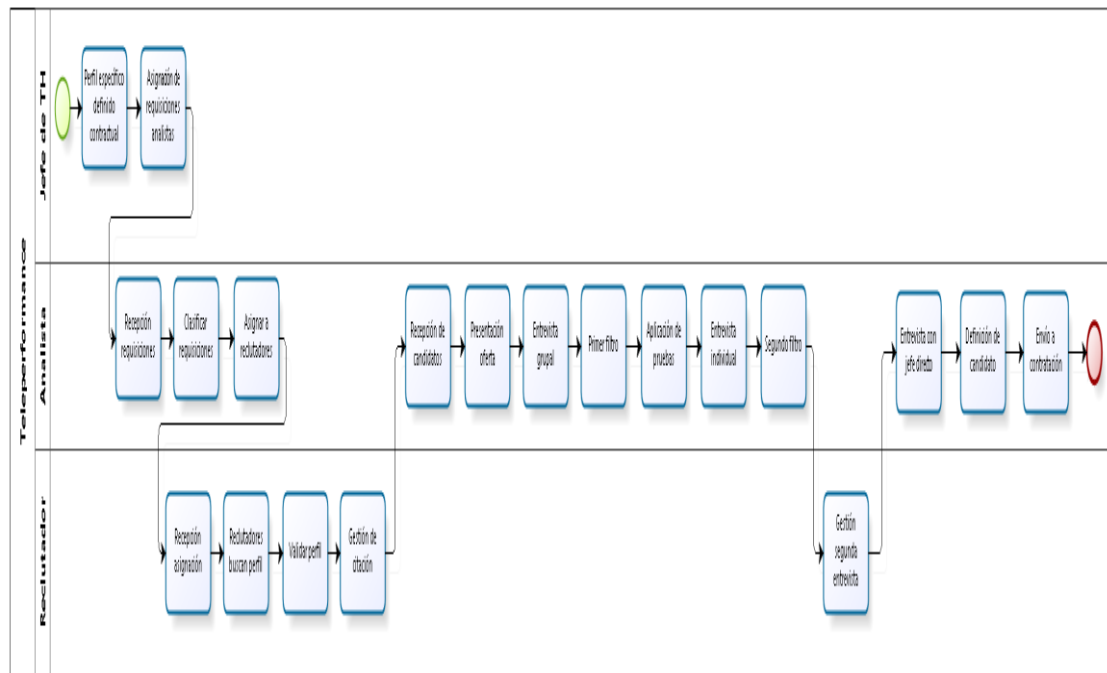 Teleperformance
Jefe de TH
Perfil específico
definido
contractual
Asignación de
requisiciones
analistas
Analista
Recepción
requisiciones
Clasificar
requisiciones
Asignar a
reclutadores
Recepción de
candidatos
Presentación
oferta
Entrevista
grupal
Primer filtro
Aplicación de
pruebas
Entrevista
individual
Segundo filtro
Entrevista con
jefe directo
Definición de
candidato
Envío a
contratación
Reclutador
Recepción
asignación
Reclutadores
buscan perfil
Validar perfil
Gestión de
citación
Gestión
segunda
entrevista